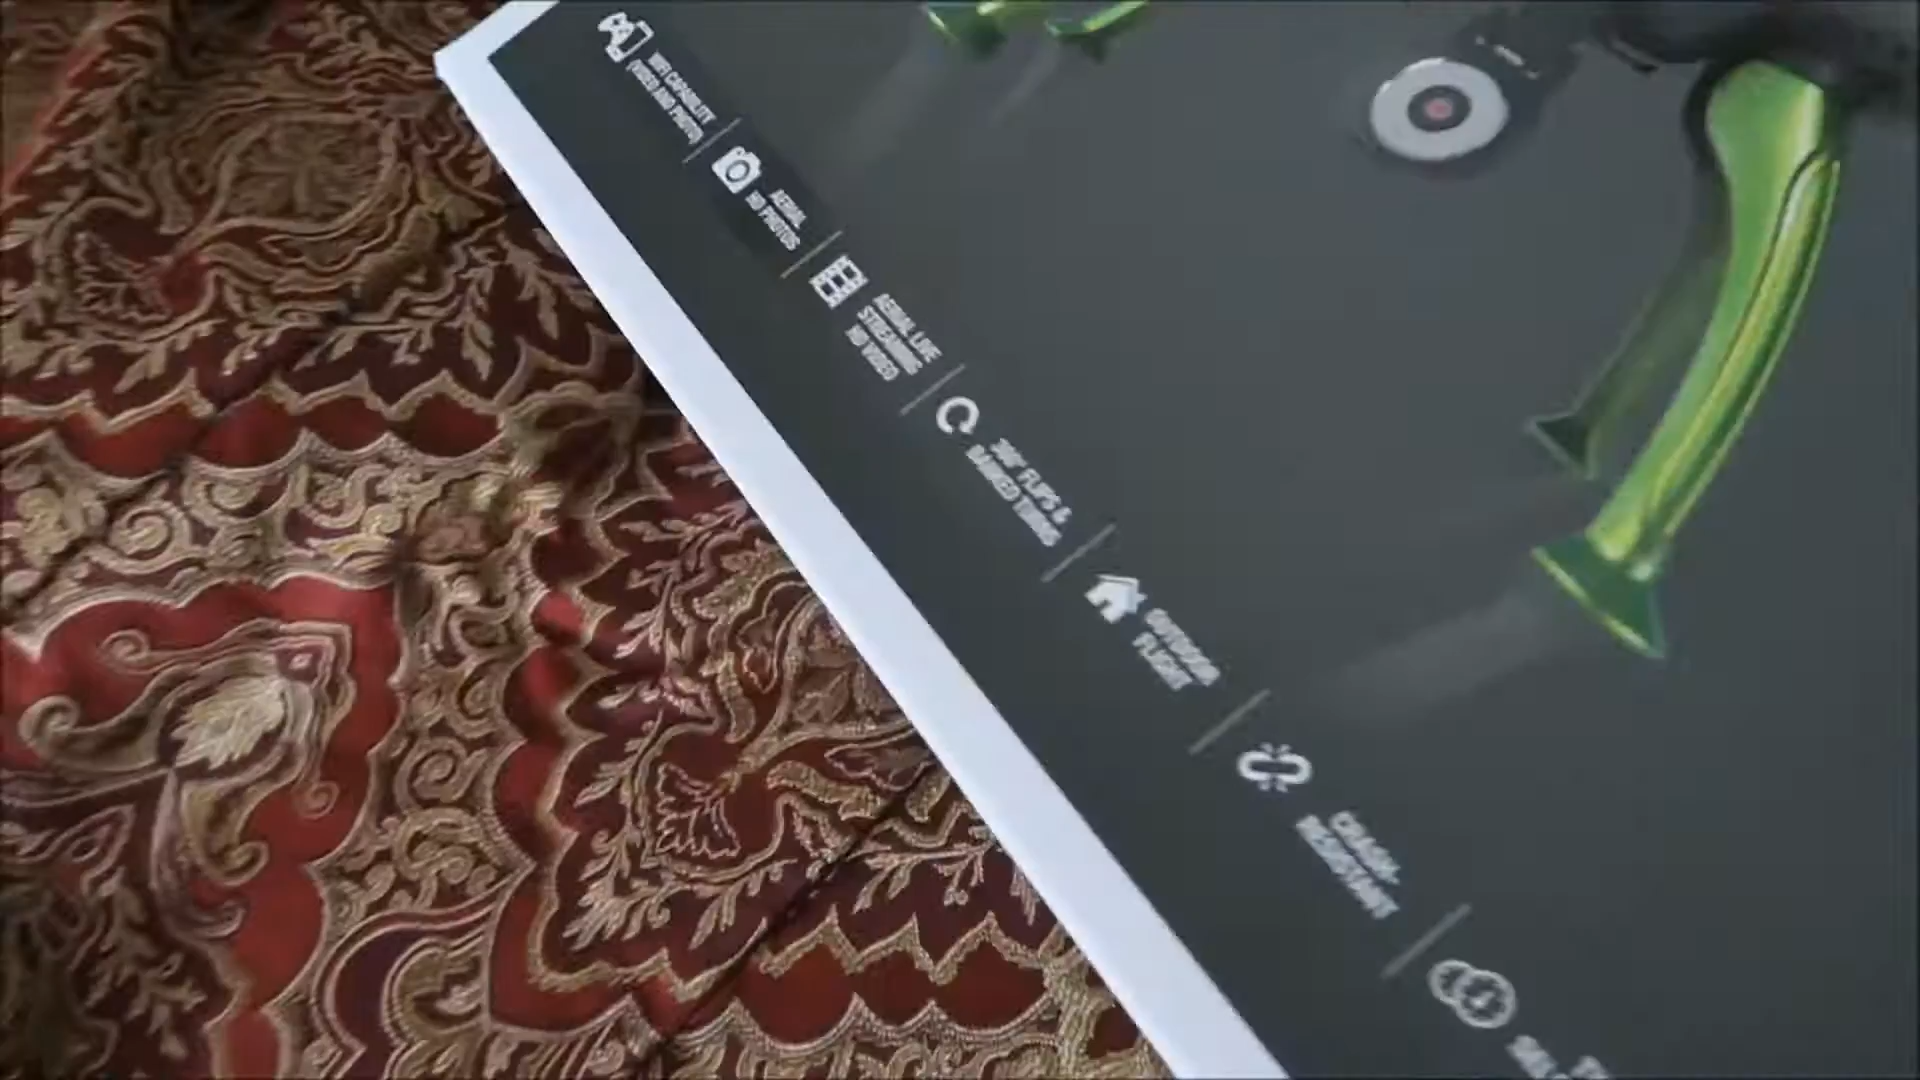 WIFI CAPABILITY
(VIDEO AND PHOTO)
AERIAL
HD PHOTOS
AERIAL LIVE
STREAMING
HD VIDEO
360° FLIPS &
BANKED TURNS
OUTDOOR
FLIGHT
CRASH-
RESISTANT